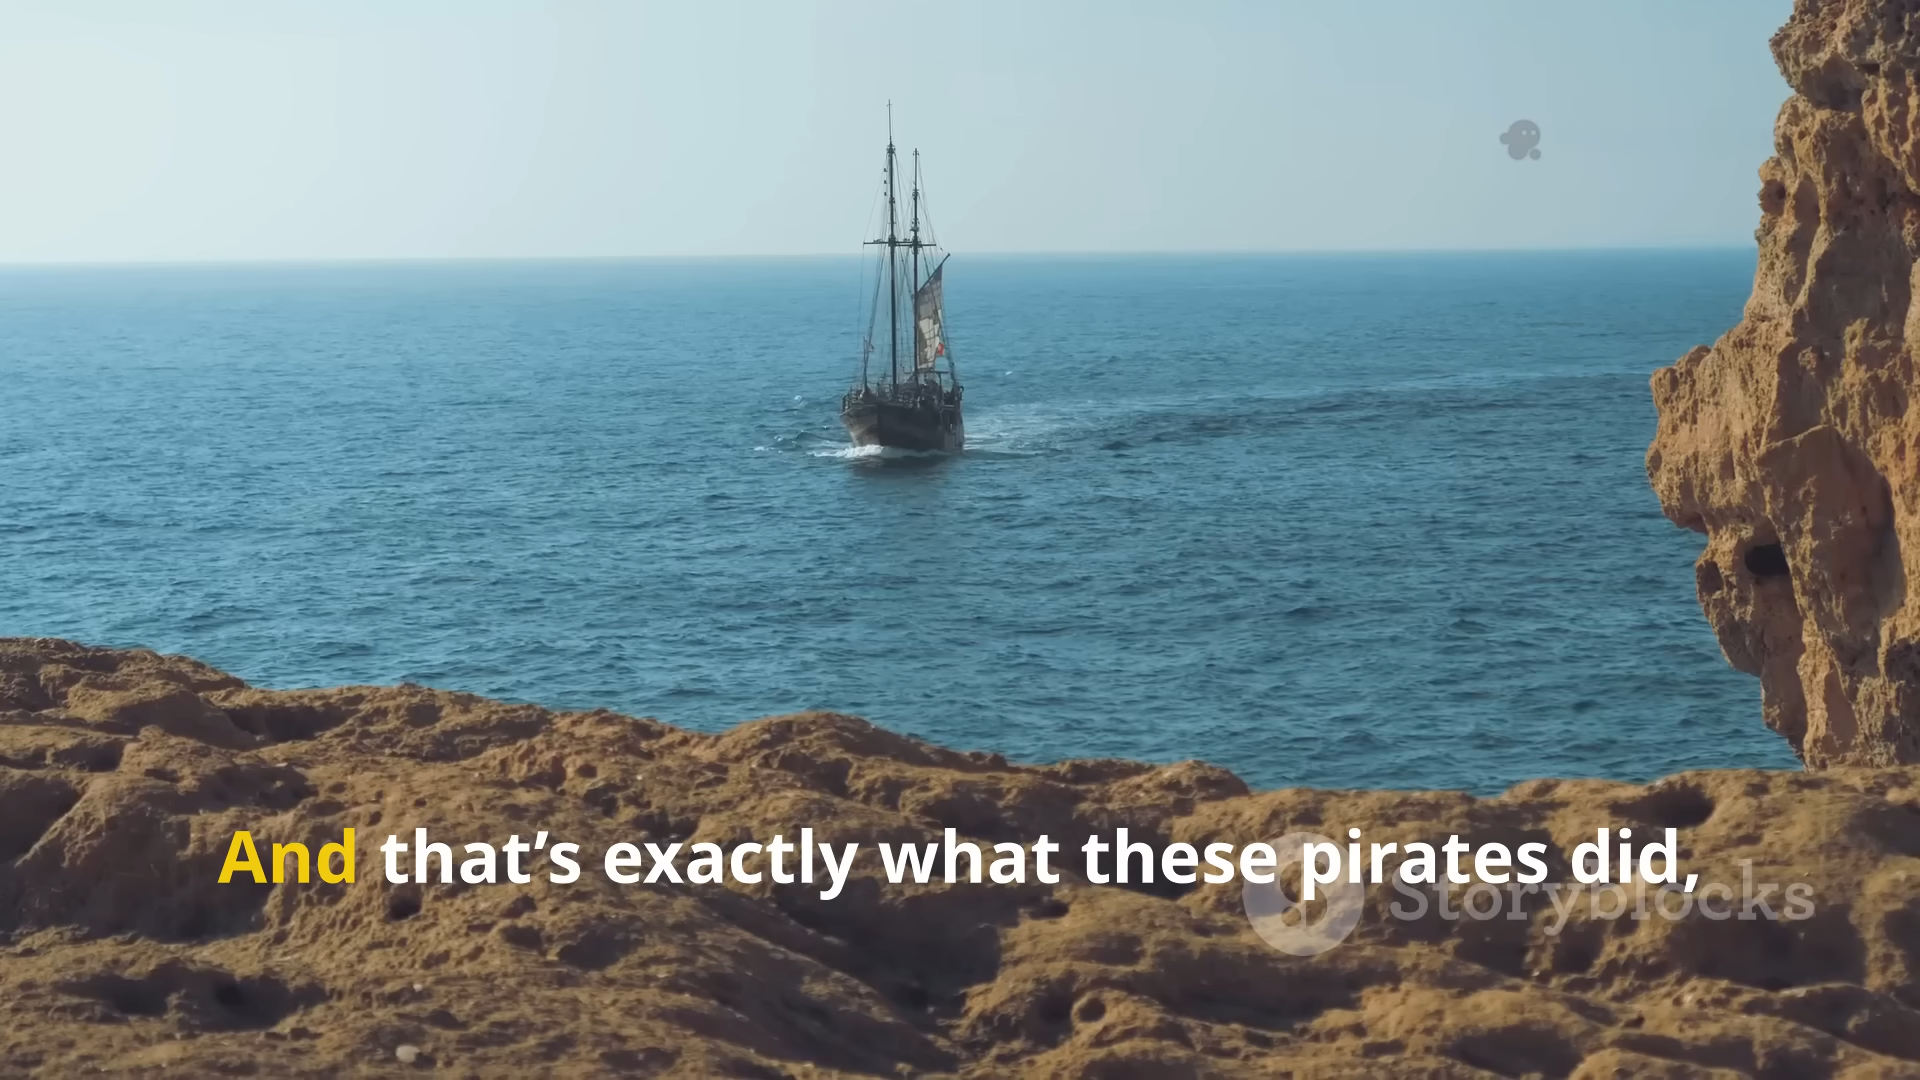 And that’s exactly what these pirates did,
Storyblocks